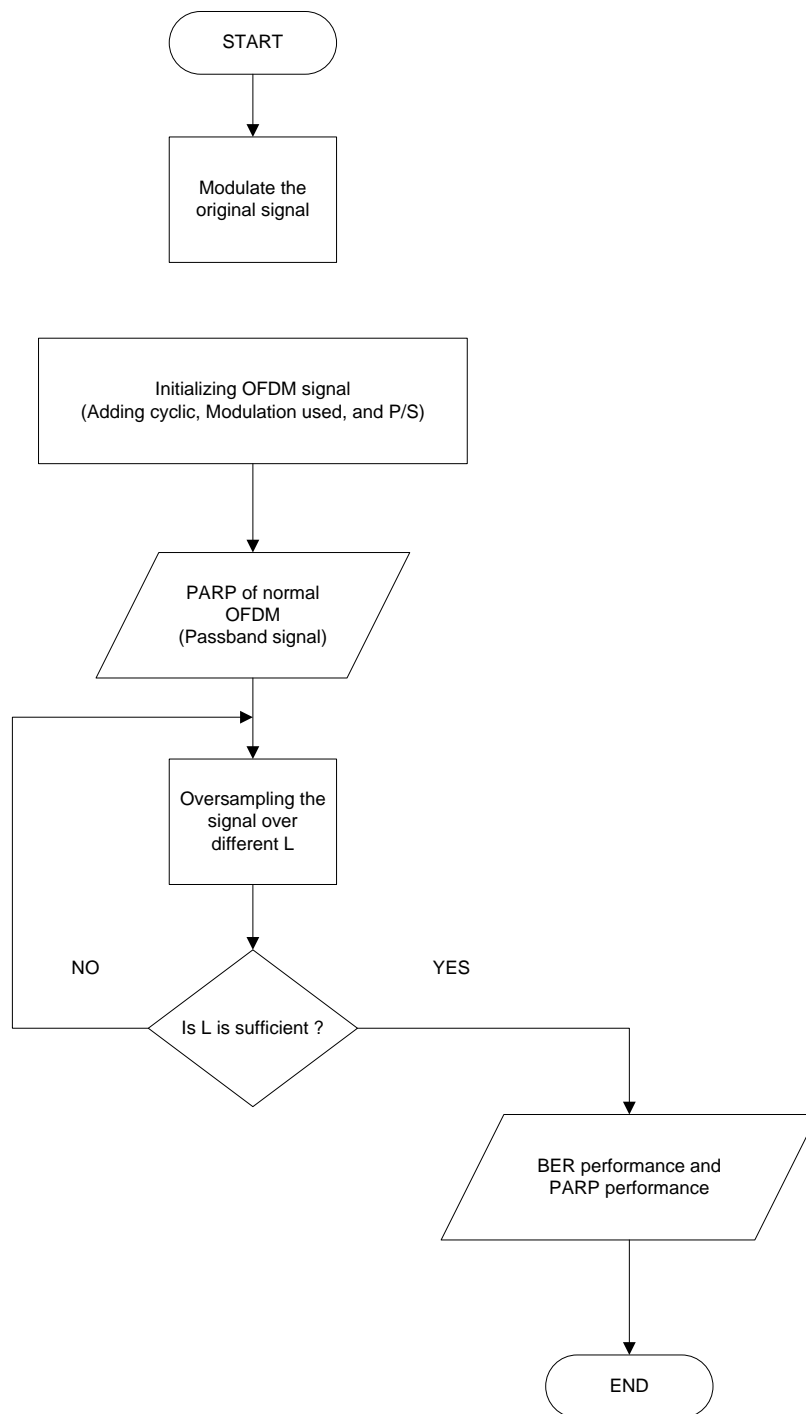 START
Modulate the
original signal
Initializing OFDM signal
(Adding cyclic, Modulation used, and P/S)
PARP of normal
OFDM
(Passband signal)
Oversampling the
signal over
different L
NO
YES
Is L is sufficient ?
BER performance and
PARP performance
END